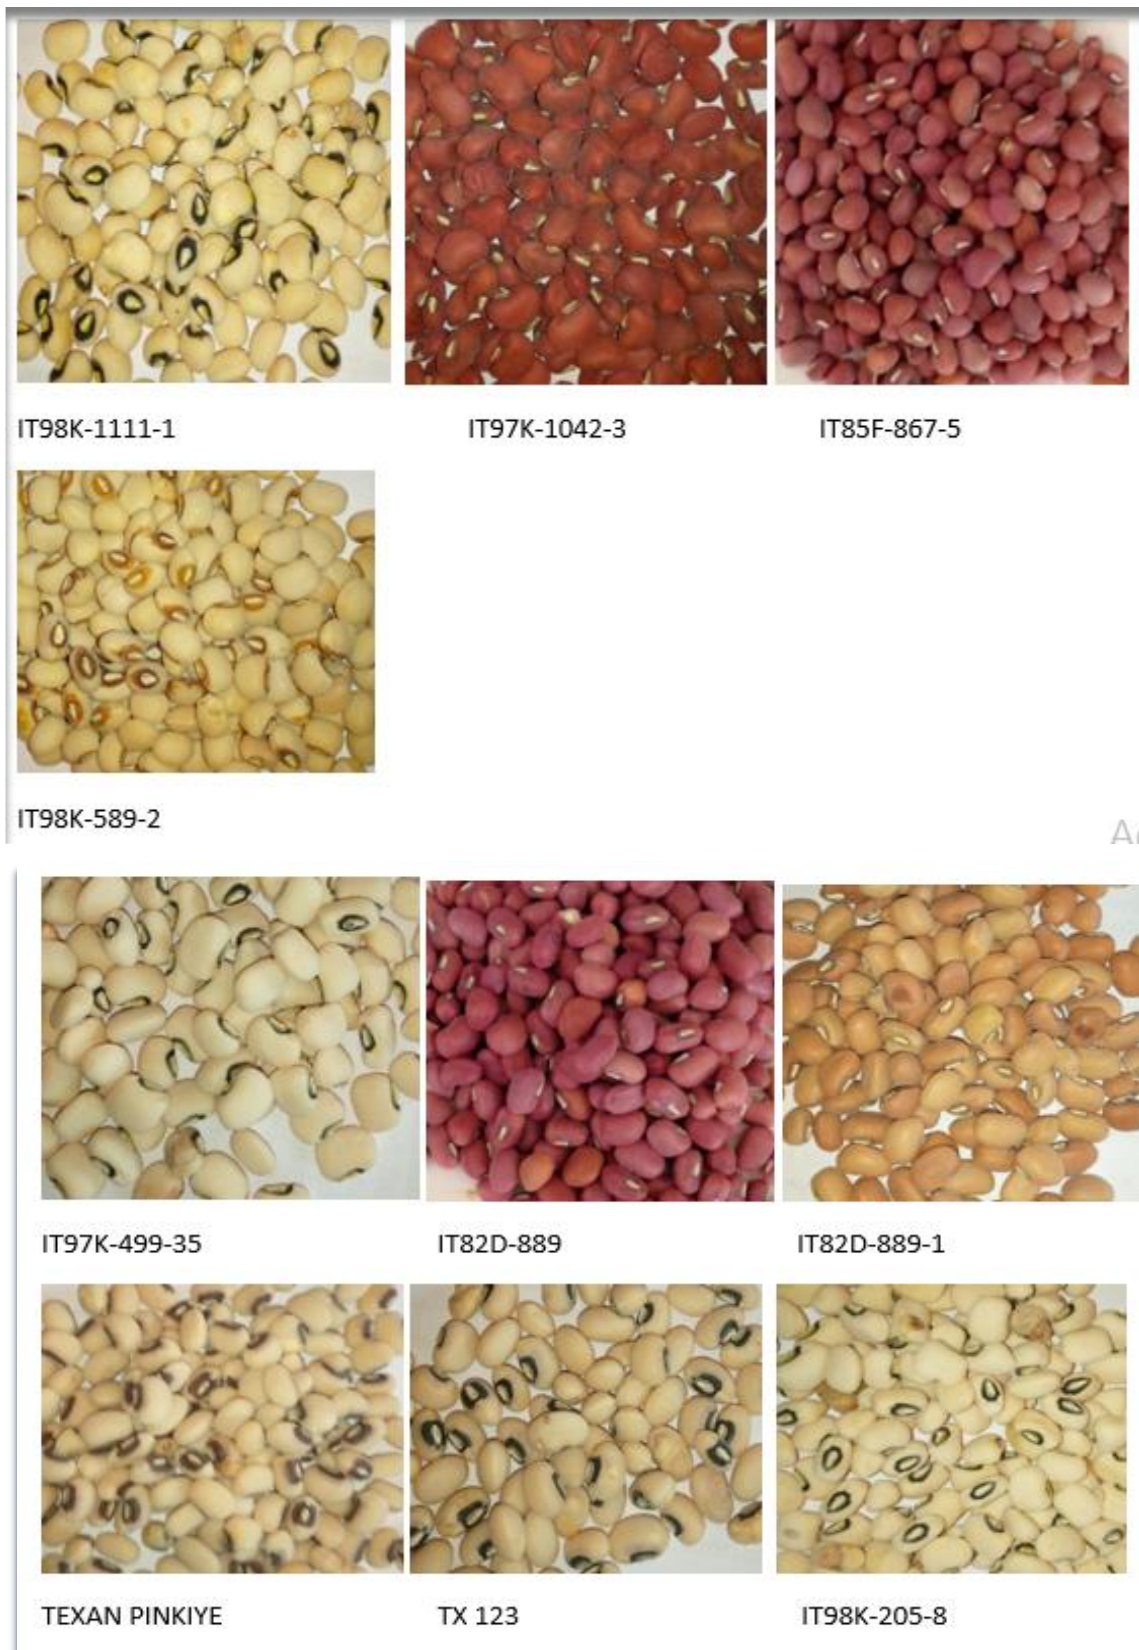 IT98K-1111-1 IT97K-1042-3 IT85F-867-5
IT98K-589-2
IT97K-499-35 IT82D-889 IT82D-889-1
TEXAN PINKIYE TX 123 IT98K-205-8